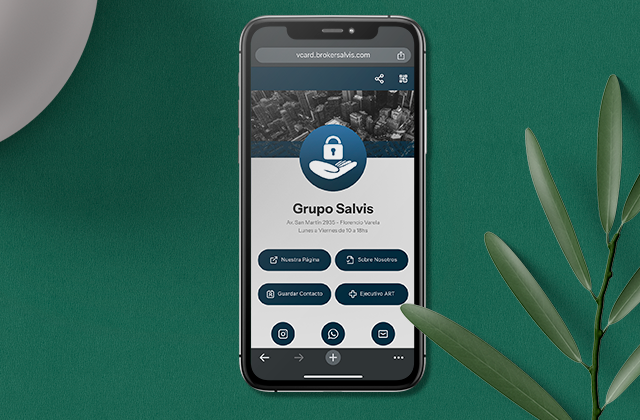 vcard.brokersalvis.com
Grupo Salvis
Av. San Martín 2935 - Florencio Varela
Lunes a Viernes de 10 a 18hs
Nuestra Página
Sobre Nosotros
Guardar Contacto
Ejecutivo ART